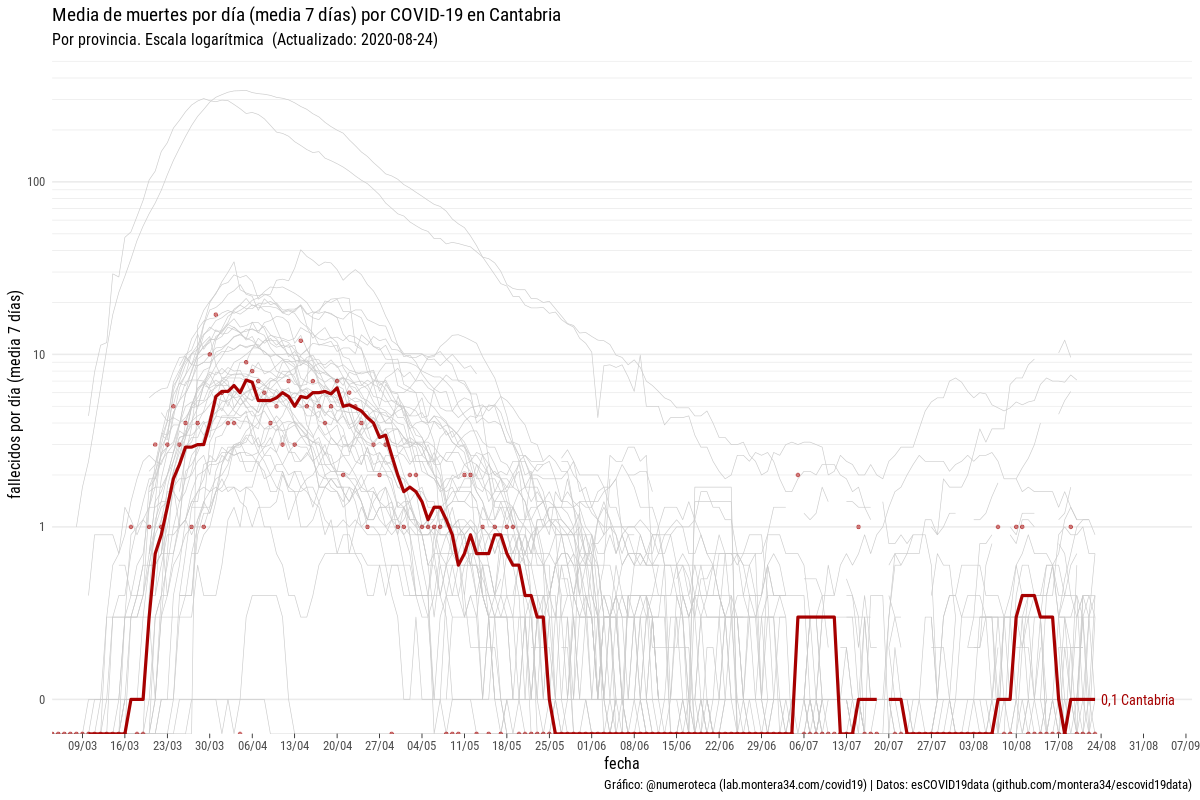 Media de muertes por día (media 7 días) por COVID-19 en Cantabria
Por provincia. Escala logarítmica  (Actualizado: 2020-08-24)
fallecidos por día (media 7 días)
100
10
1
0
0,1 Cantabria
09/03 16/03 23/03 30/03 06/04 13/04 20/04 27/04 04/05 11/05 18/05 25/05 01/06 08/06 15/06 22/06 29/06 06/07 13/07 20/07 27/07 03/08 10/08 17/08 24/08 31/08 07/09
fecha
Gráfico: @numeroteca (lab.montera34.com/covid19) | Datos: esCOVID19data (github.com/montera34/escovid19data)